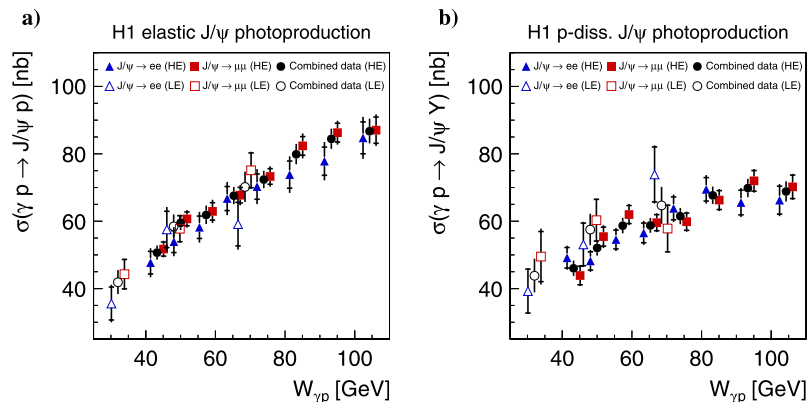 a)
H1 elastic J/ψ photoproduction
J/ψ → ee (HE) J/ψ → μμ (HE) Combined data (HE)
J/ψ → ee (LE) J/ψ → μμ (LE) Combined data (LE)
σ(γ p → J/ψ p) [nb]
100
80
60
40
40 60 80 100
Wγp [GeV]
b)
H1 p-diss. J/ψ photoproduction
J/ψ → ee (HE) J/ψ → μμ (HE) Combined data (HE)
J/ψ → ee (LE) J/ψ → μμ (LE) Combined data (LE)
σ(γ p → J/ψ Y) [nb]
100
80
60
40
40 60 80 100
Wγp [GeV]